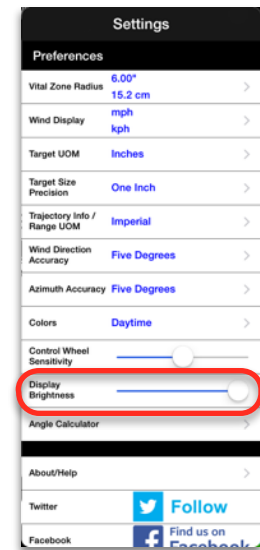 Settings
Preferences
Vital Zone Radius 6.00"
15.2 cm
Wind Display mph
kph
Target UOM Inches
Target Size
Precision One Inch
Trajectory Info /
Range UOM Imperial
Wind Direction
Accuracy Five Degrees
Azimuth Accuracy Five Degrees
Colors Daytime
Control Wheel
Sensitivity
Display
Brightness
Angle Calculator
About/Help
Twitter Follow
Facebook Find us on
Facebook